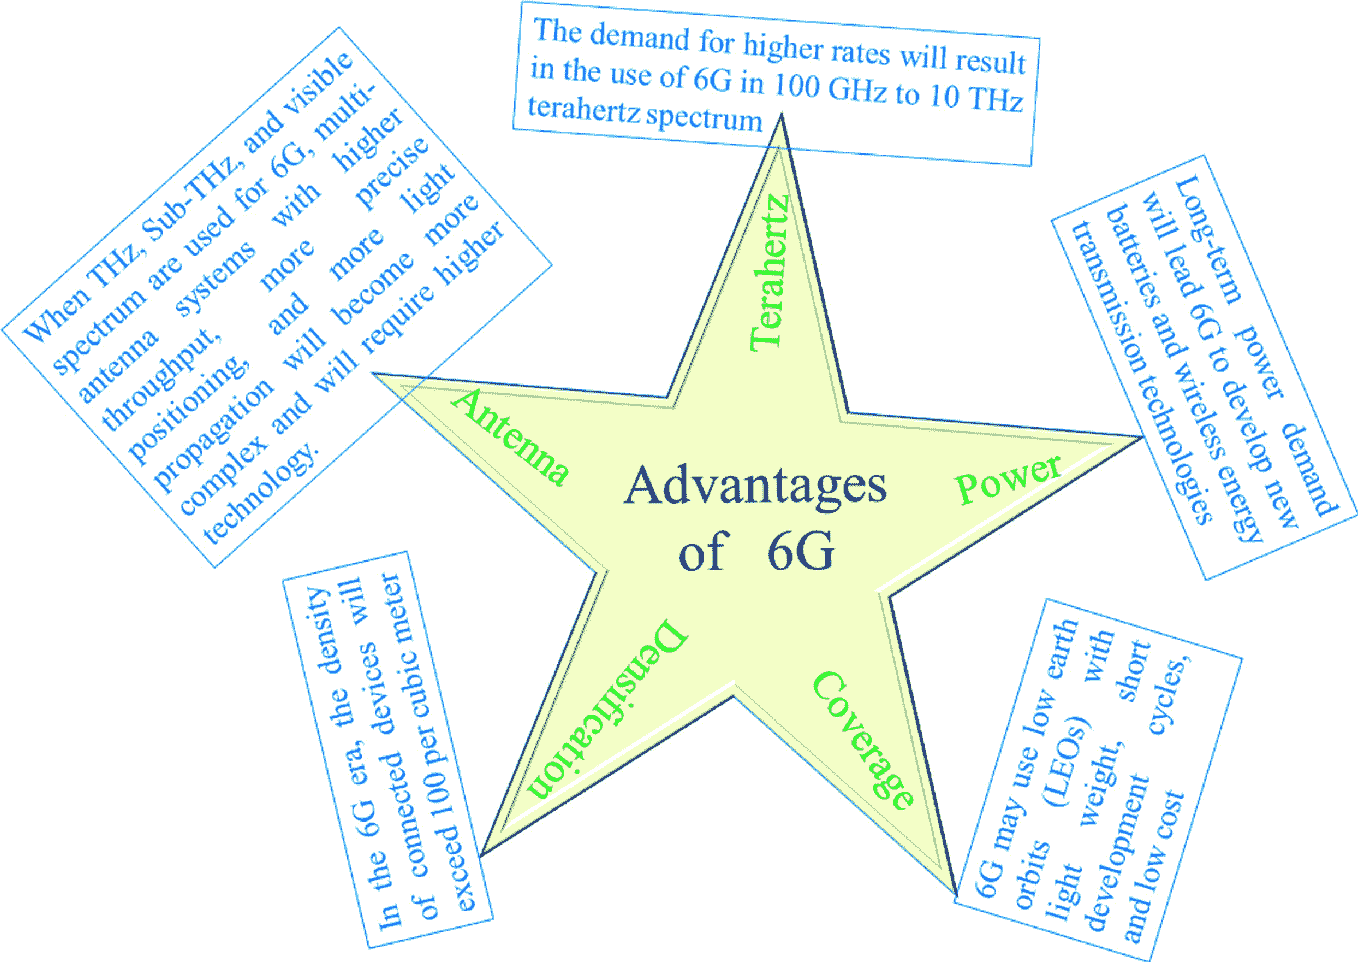 The demand for higher rates will result
in the use of 6G in 100 GHz to 10 THz
terahertz spectrum
When THz, Sub-THz, and visible
spectrum are used for 6G, multi-
antenna systems with higher
throughput, more precise
positioning, and more light
propagation will become more
complex and will require higher
technology.
Long-term power demand
will lead 6G to develop new
batteries and wireless energy
transmission technologies
Terahertz
Antenna
Power
Advantages
of 6G
Densification
Coverage
In the 6G era, the density
of connected devices will
exceed 100 per cubic meter
6G may use low earth
orbits (LEOs) with
light weight, short
development cycles,
and low cost